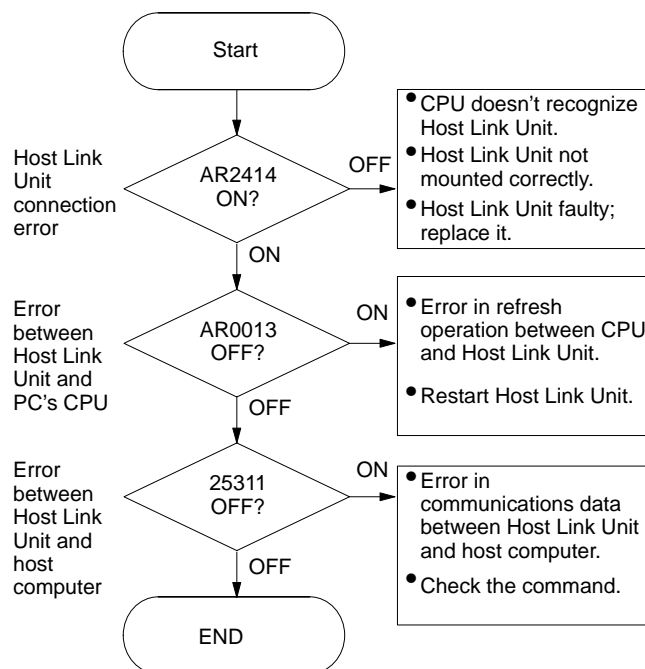 Start
Host Link
Unit
connection
error
AR2414
ON?
OFF
• CPU doesn't recognize
Host Link Unit.
• Host Link Unit not
mounted correctly.
• Host Link Unit faulty;
replace it.
ON
Error
between
Host Link
Unit and
PC's CPU
AR0013
OFF?
ON
• Error in refresh
operation between CPU
and Host Link Unit.
• Restart Host Link Unit.
OFF
Error
between
Host Link
Unit and
host
computer
25311
OFF?
ON
• Error in
communications data
between Host Link Unit
and host computer.
• Check the command.
OFF
END